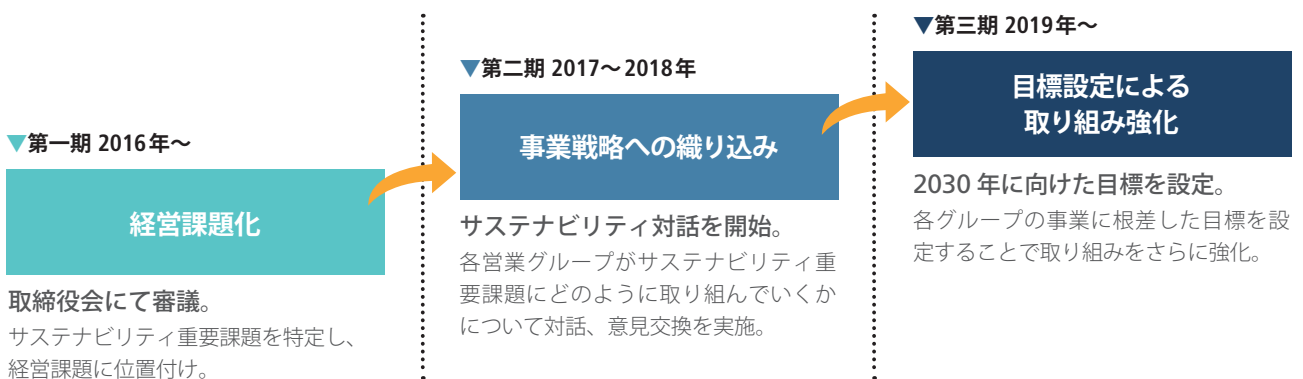 ▼第一期 2016年～
経営課題化
取締役会にて審議。
サステナビリティ重要課題を特定し、
経営課題に位置付け。
▼第二期 2017～2018年
事業戦略への織り込み
サステナビリティ対話を開始。
各営業グループがサステナビリティ重
要課題にどのように取り組んでいくか
について対話、意見交換を実施。
▼第三期 2019年～
目標設定による
取り組み強化
2030 年に向けた目標を設定。
各グループの事業に根差した目標を設
定することで取り組みをさらに強化。